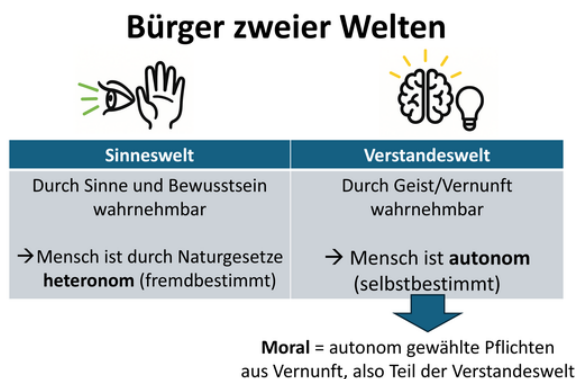 Bürger zweier Welten
Sinneswelt
Verstandeswelt
Durch Sinne und Bewusstsein
wahrnehmbar
→Mensch ist durch Naturgesetze
heteronom (fremdbestimmt)
Durch Geist/Vernunft
wahrnehmbar
→ Mensch ist autonom
(selbstbestimmt)
Moral = autonom gewählte Pflichten
aus Vernunft, also Teil der Verstandeswelt